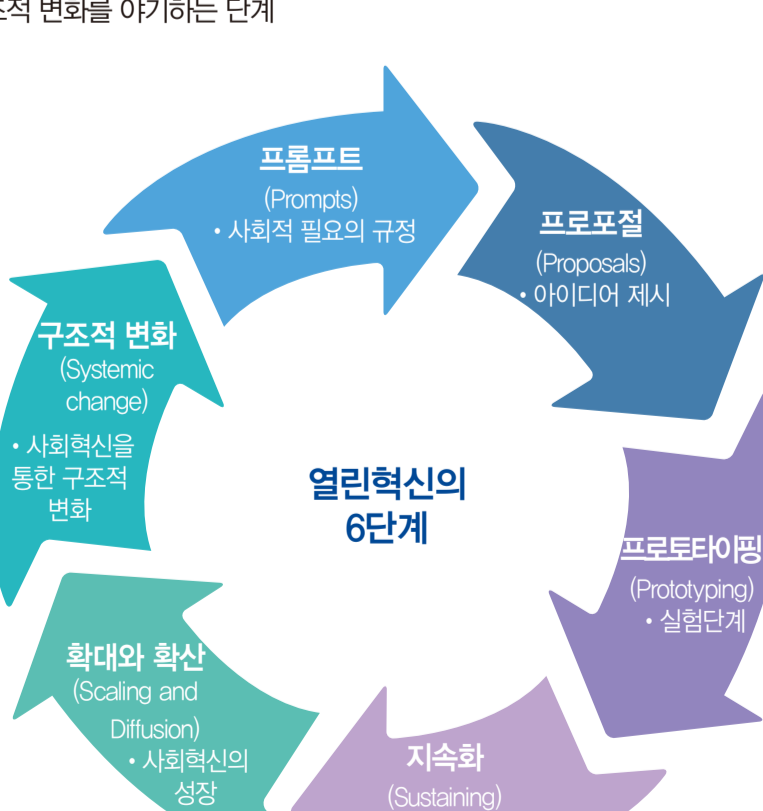 적 변화를 야기하는 단계
프롬프트
(Prompts)
• 사회적 필요의 규정
프로포절
(Proposals)
• 아이디어 제시
프로토타이핑
(Prototyping)
• 실험단계
지속화
(Sustaining)
확대와 확산
(Scaling and
Diffusion)
• 사회혁신의
성장
구조적 변화
(Systemic
change)
• 사회혁신을
통한 구조적
변화
열린혁신의
6단계